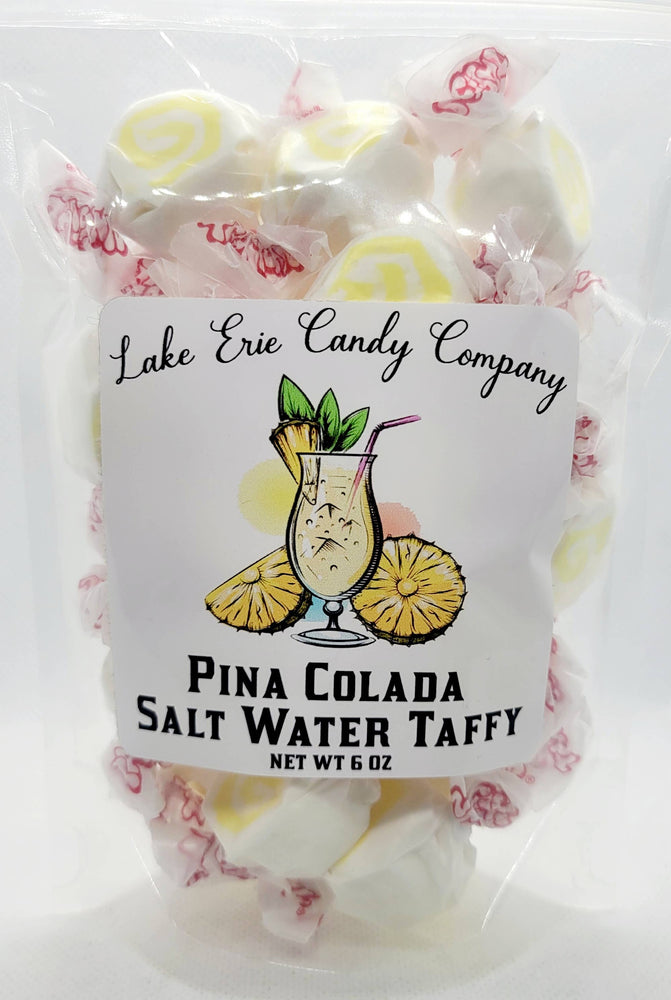 Lake Erie Candy Company
PINA COLADA
SALT WATER TAFFY
NET WT 6 OZ